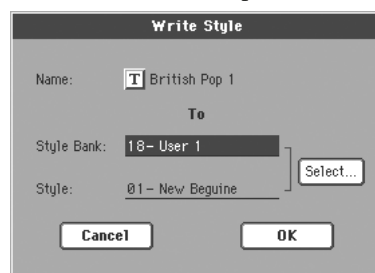 Write Style
Name: T British Pop 1
To
Style Bank: 18- User 1
Select...
Style: 01- New Beguine
Cancel OK